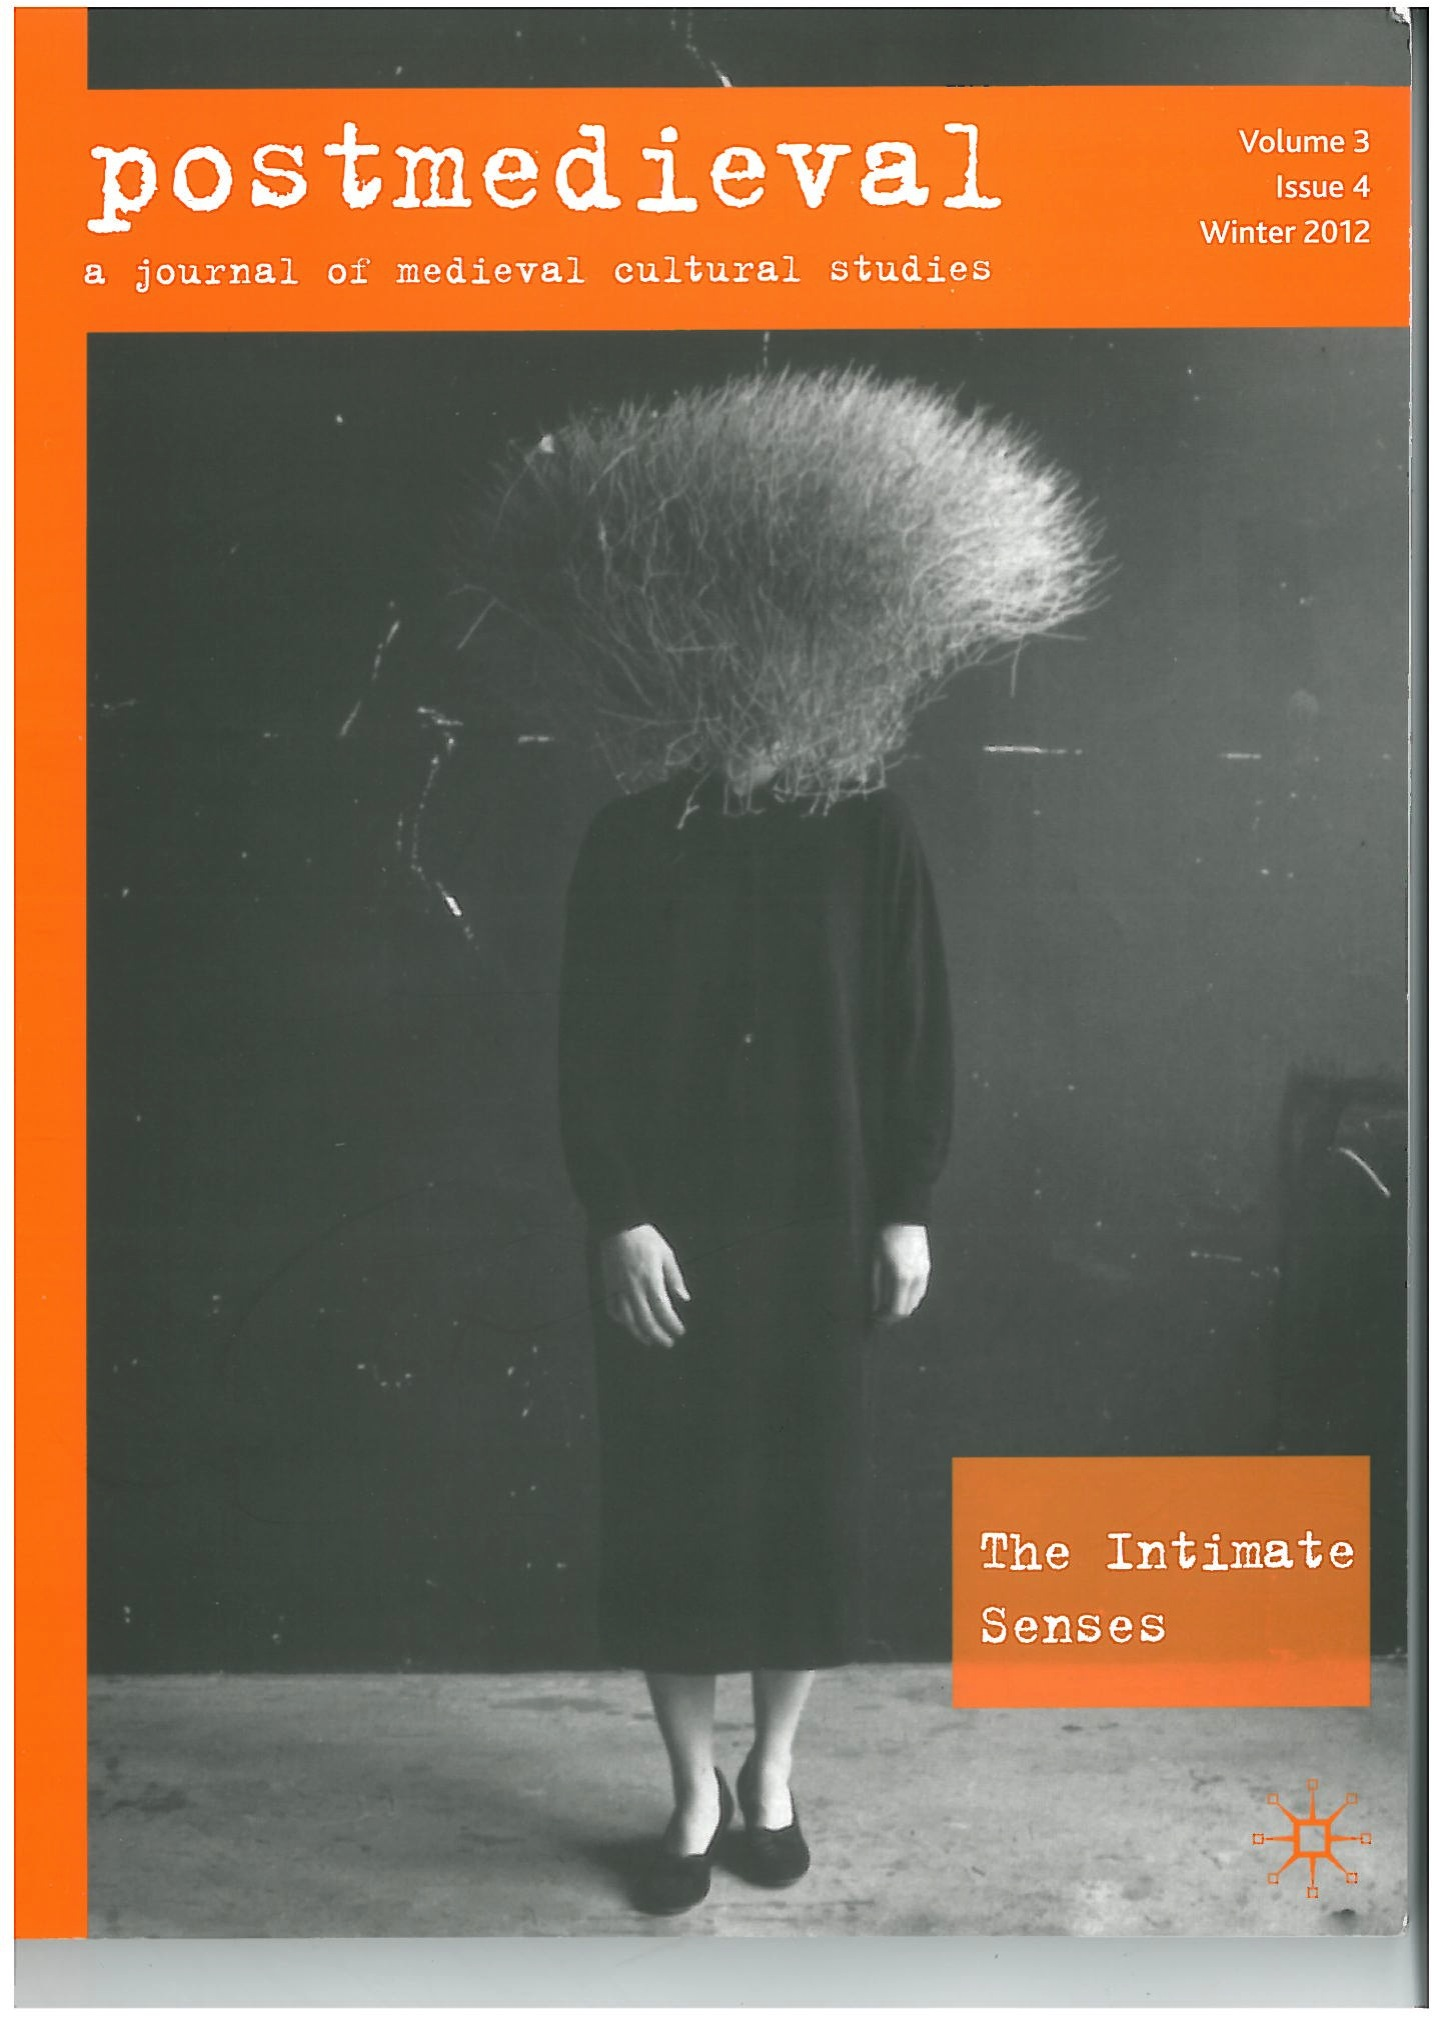 postmedieval
a journal of medieval cultural studies
Volume 3
Issue 4
Winter 2012
The Intimate
Senses